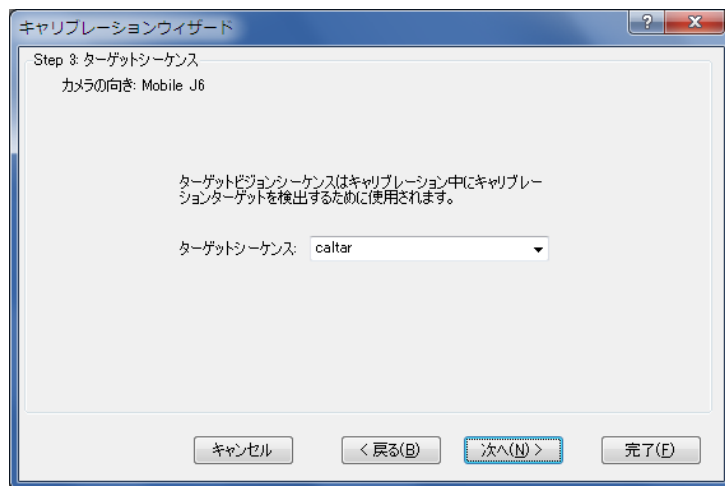 キャリブレーションウィザード
Step 3: ターゲットシーケンス
カメラの向き: Mobile J6
ターゲットビジョンシーケンスはキャリブレーション中にキャリブレー
ションターゲットを検出するために使用されます。
ターゲットシーケンス: caltar
キャンセル < 戻る(B) 次へ(N) > 完了(F)